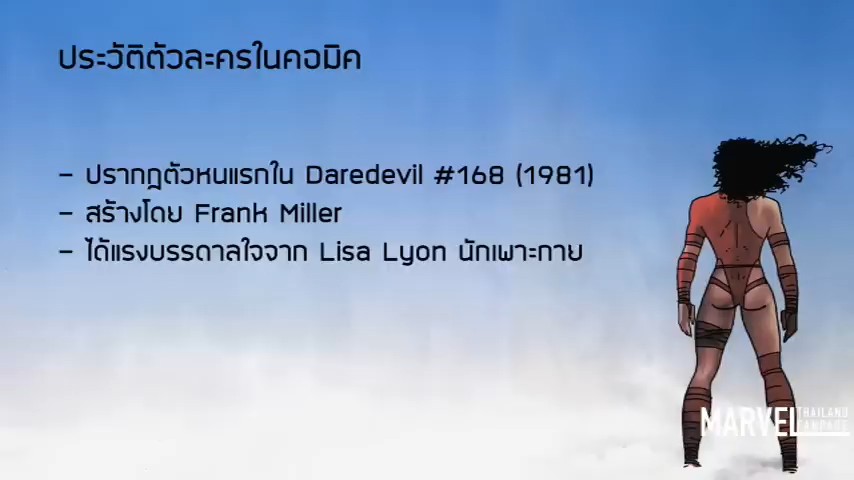 ประวัติตัวละครในคอมิค
- ปรากฎตัวหนแรกใน Daredevil #168 (1981)
- สร้างโดย Frank Miller
- ได้แรงบรรดาลใจจาก Lisa Lyon นักเพาะกาย
MARVEL THAILAND
FANPAGE